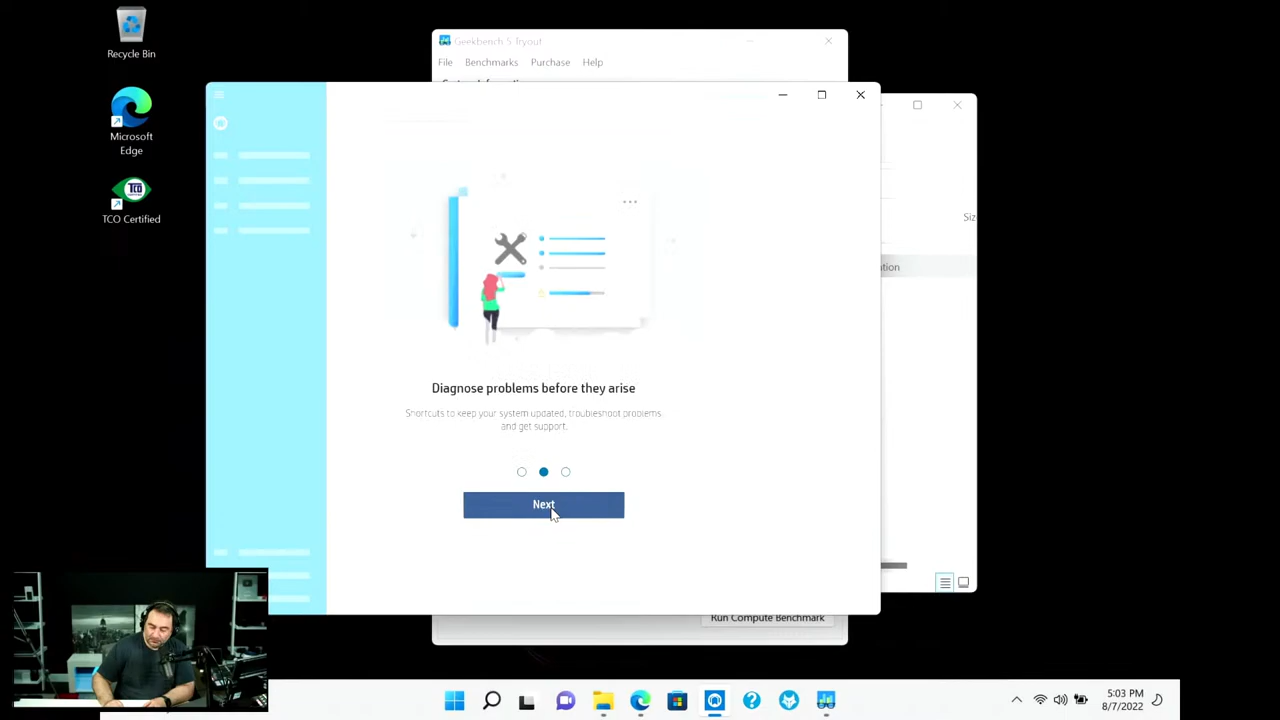 Recycle Bin
Microsoft
Edge
TCO Certified
Geekbench 5 Tryout
File
Benchmarks
Purchase
Help
Siz
ation
Diagnose problems before they arise
Shortcuts to keep your system updated, troubleshoot problems
and get support.
Next
Run Compute Benchmark
5:03 PM
8/7/2022